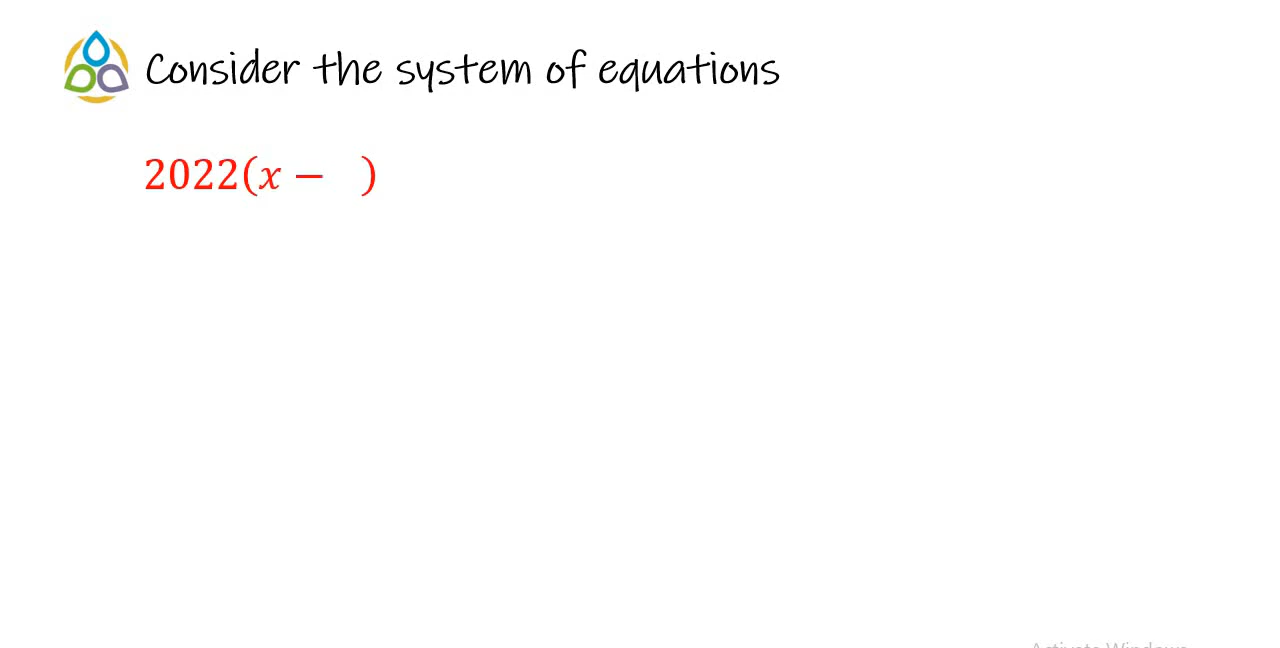 Consider the system of equations
2022(x − )